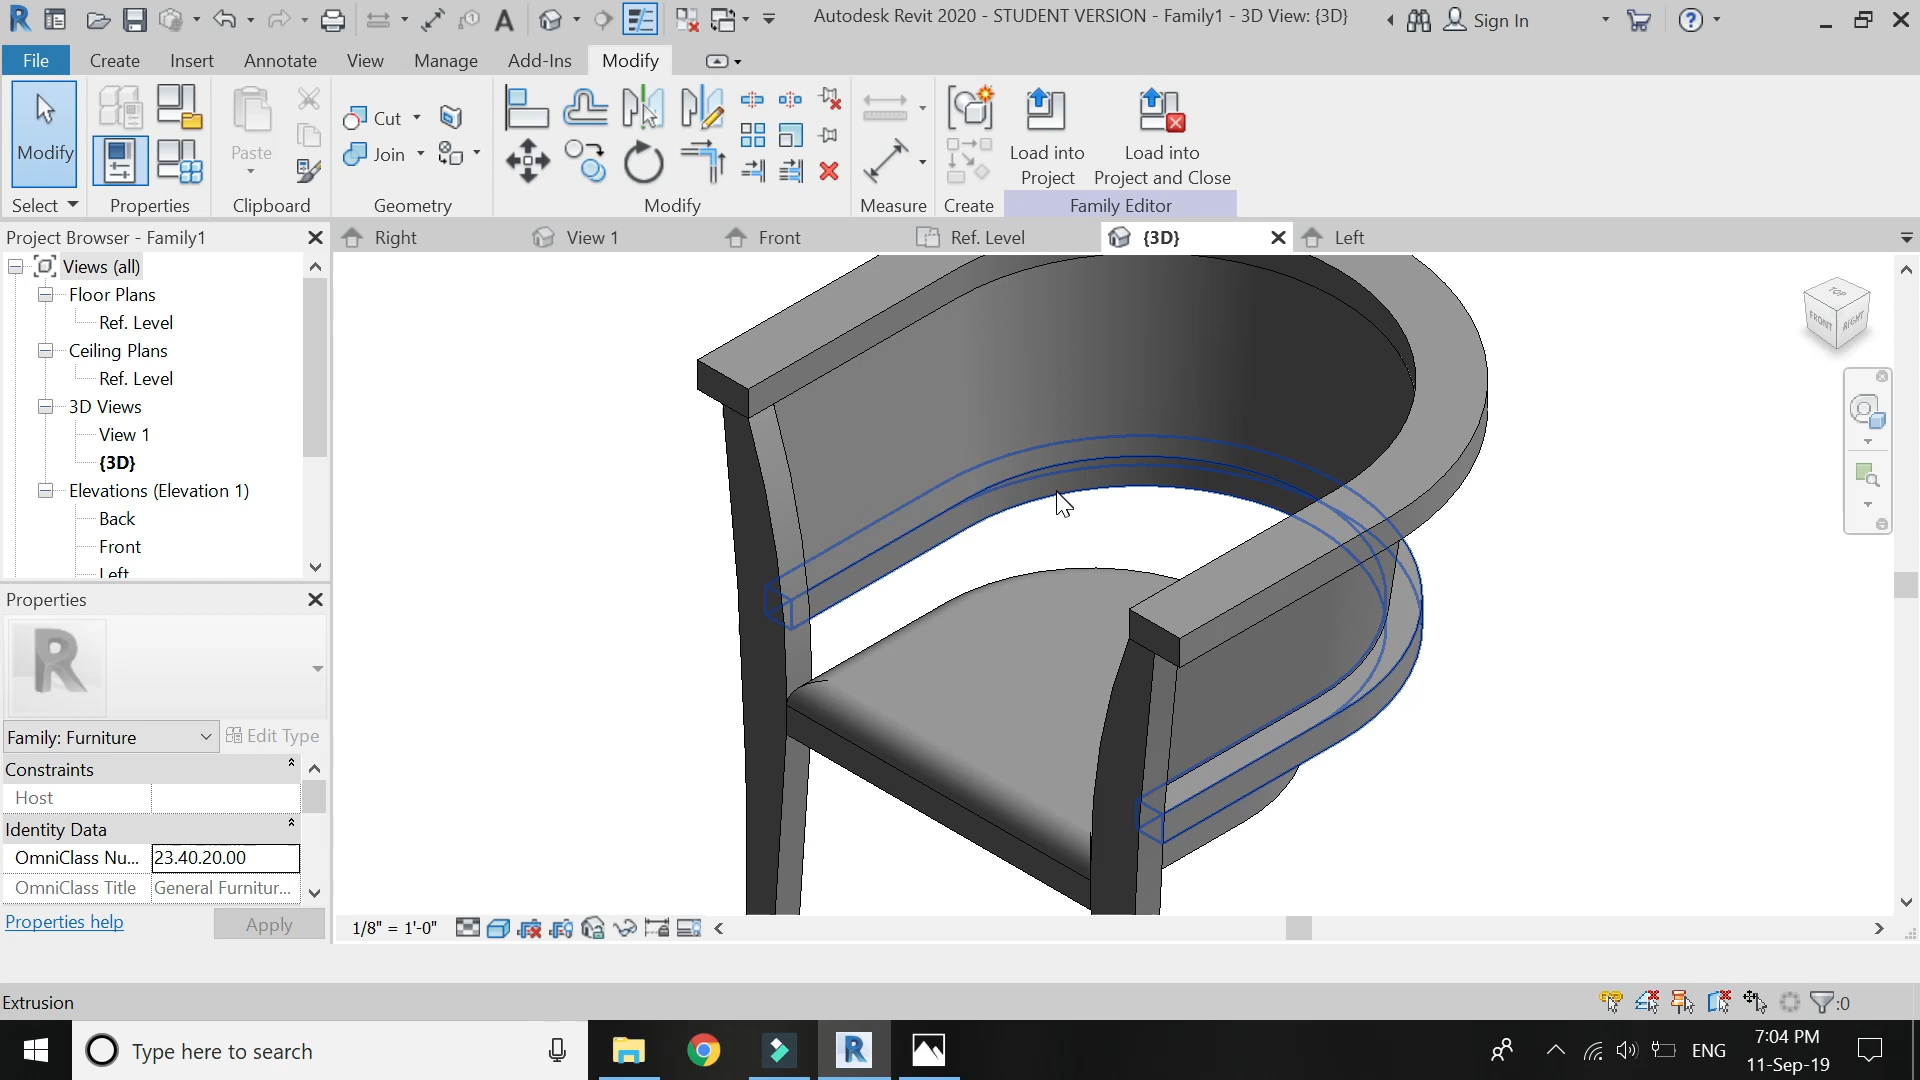 Autodesk Revit 2020 - STUDENT VERSION - Family1 - 3D View: {3D}
Sign In
File Create Insert Annotate View Manage Add-Ins Modify
Modify
Paste
Cut
Join
Load into Project
Load into Project and Close
Select Properties Clipboard Geometry Modify Measure Create Family Editor
Project Browser - Family1
Right View 1 Front Ref. Level {3D} Left
Views (all)
Floor Plans
Ref. Level
Ceiling Plans
Ref. Level
3D Views
View 1
{3D}
Elevations (Elevation 1)
Back
Front
Left
TOP
FRONT RIGHT
Properties
R
Family: Furniture
Edit Type
Constraints
Host
Identity Data
OmniClass Nu... 23.40.20.00
OmniClass Title General Furnitur...
Properties help
Apply
1/8" = 1'-0"
Extrusion
:0
Type here to search
ENG
7:04 PM
11-Sep-19